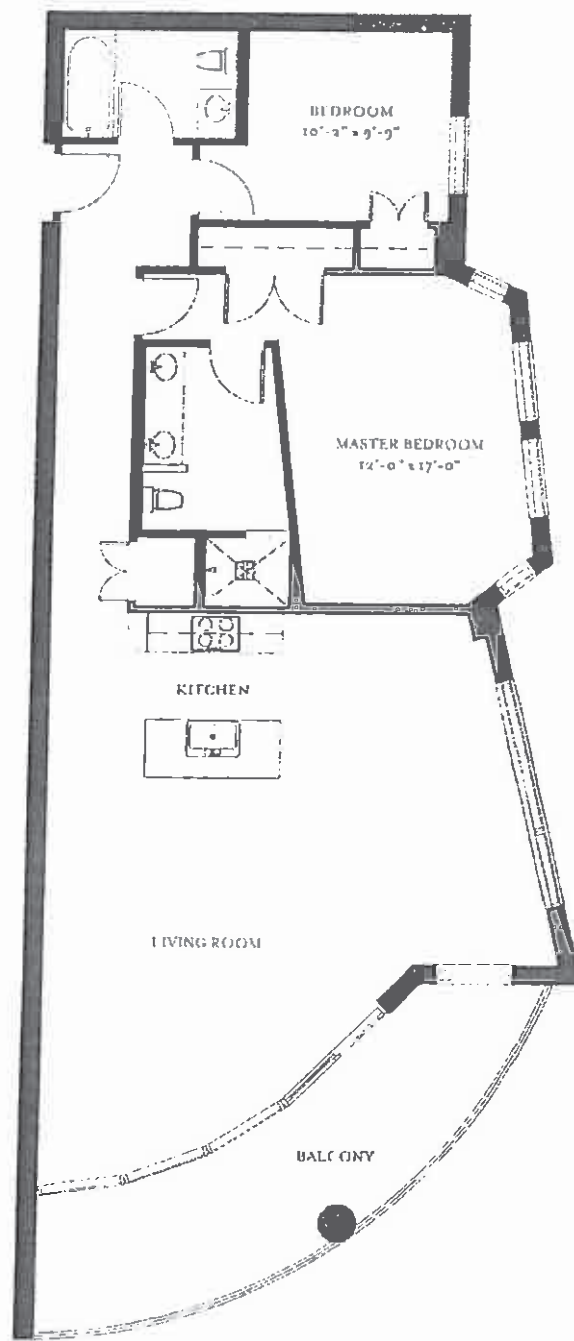 BEDROOM
10'-2" x 9'-9"
MASTER BEDROOM
12'-0" x 17'-0"
KITCHEN
LIVING ROOM
BALCONY